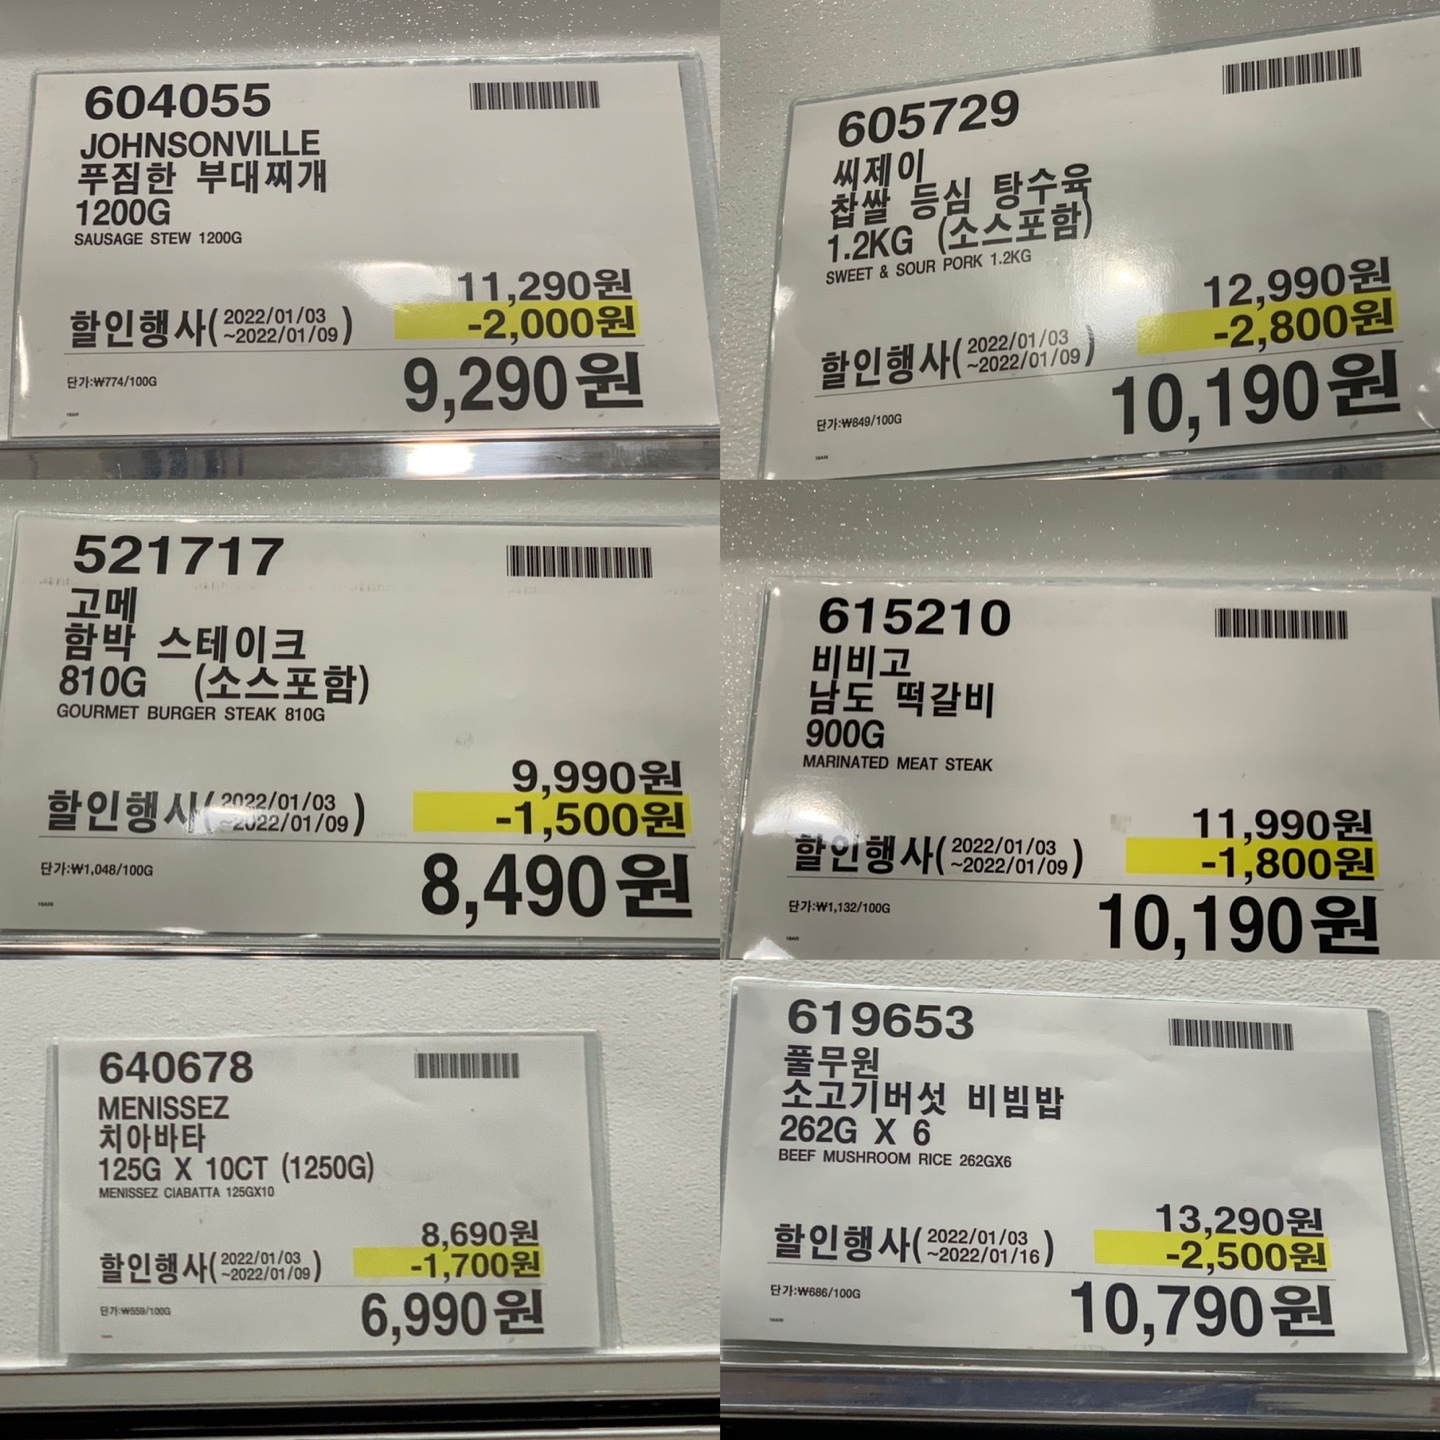 604055
JOHNSONVILLE
푸짐한 부대찌개
1200G
SAUSAGE STEW 1200G
11,290원
할인행사(2022/01/03 ~2022/01/09) -2,000원
단가:₩774/100G
9,290원
605729
씨제이
찹쌀 등심 탕수육
1.2KG (소스포함)
SWEET & SOUR PORK 1.2KG
12,990원
할인행사(2022/01/03 ~2022/01/09) -2,800원
단가:₩849/100G
10,190원
521717
고메
함박 스테이크
810G (소스포함)
GOURMET BURGER STEAK 810G
9,990원
할인행사(2022/01/03 ~2022/01/09) -1,500원
단가:₩1,048/100G
8,490원
615210
비비고
남도 떡갈비
900G
MARINATED MEAT STEAK
11,990원
할인행사(2022/01/03 ~2022/01/09) -1,800원
단가:₩1,132/100G
10,190원
640678
MENISSEZ
치아바타
125G X 10CT (1250G)
MENISSEZ CIABATTA 125GX10
8,690원
할인행사(2022/01/03 ~2022/01/09) -1,700원
단가:₩559/100G
6,990원
619653
풀무원
소고기버섯 비빔밥
262G X 6
BEEF MUSHROOM RICE 262GX6
13,290원
할인행사(2022/01/03 ~2022/01/16) -2,500원
단가:₩686/100G
10,790원